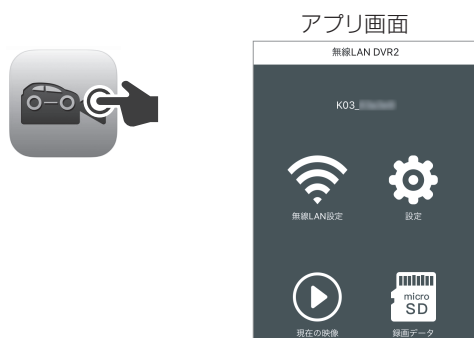 アプリ画面
無線LAN DVR2
K03_
無線LAN設定
設定
micro
SD
現在の映像
録画データ